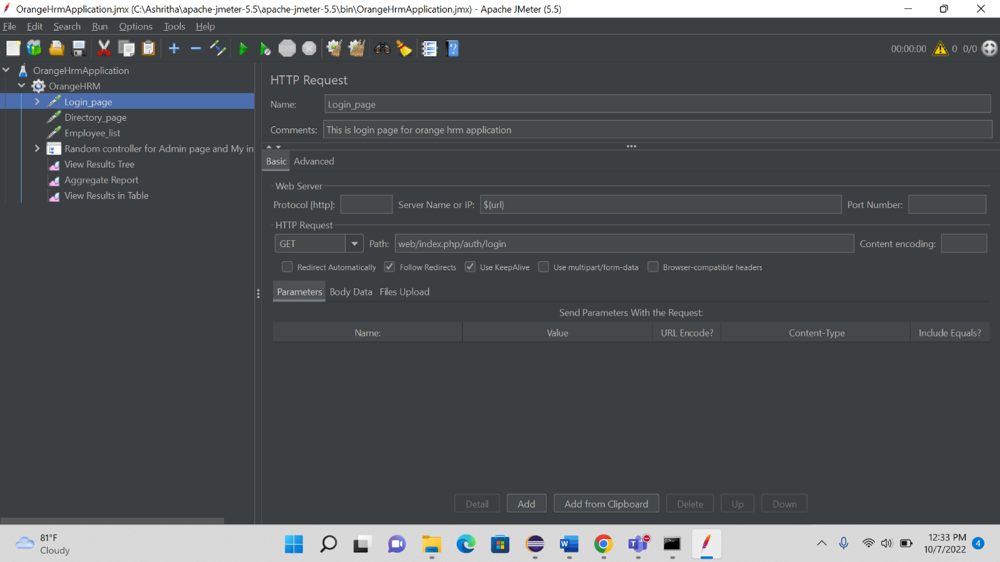 OrangeHrmApplication.jmx (C:\Ashritha\apache-jmeter-5.5\apache-jmeter-5.5\bin\OrangeHrmApplication.jmx) - Apache JMeter (5.5)
File Edit Search Run Options Tools Help
00:00:00 0 0/0
OrangeHrmApplication
OrangeHRM
Login_page
Directory_page
Employee_list
Random controller for Admin page and My in
View Results Tree
Aggregate Report
View Results in Table
HTTP Request
Name: Login_page
Comments: This is login page for orange hrm application
Basic Advanced
Web Server
Protocol [http]: Server Name or IP: ${url} Port Number:
HTTP Request
GET Path: web/index.php/auth/login Content encoding:
Redirect Automatically Follow Redirects Use KeepAlive Use multipart/form-data Browser-compatible headers
Parameters Body Data Files Upload
Send Parameters With the Request:
Name: Value URL Encode? Content-Type Include Equals?
Detail Add Add from Clipboard Delete Up Down
81°F
Cloudy
12:33 PM
10/7/2022 4